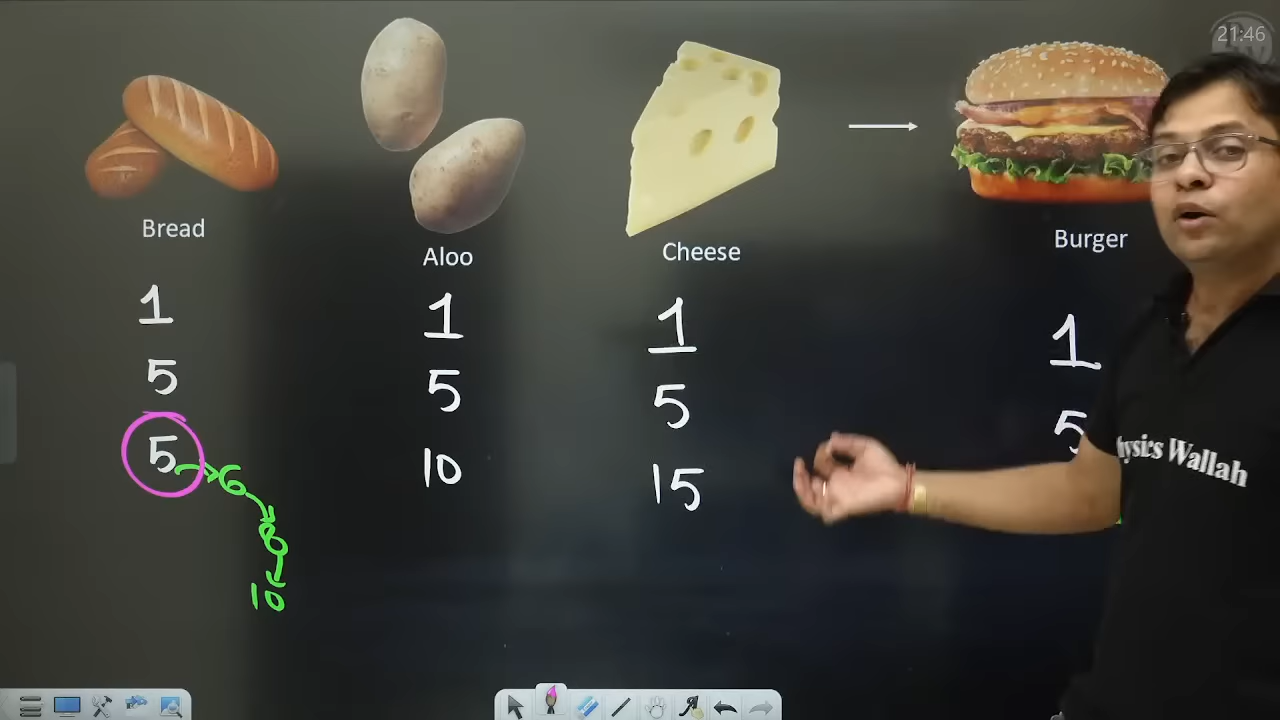 21:46
Bread
Aloo
Cheese
Burger
1 1 1 1
5 5 5 5
5 → 6 → 8 → 10
10
15
Physics Wallah